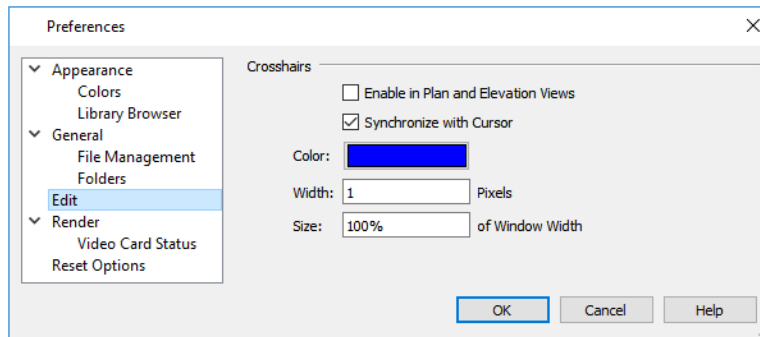 Preferences
Appearance
Colors
Library Browser
General
File Management
Folders
Edit
Render
Video Card Status
Reset Options
Crosshairs
Enable in Plan and Elevation Views
Synchronize with Cursor
Color:
Width: 1 Pixels
Size: 100% of Window Width
OK Cancel Help